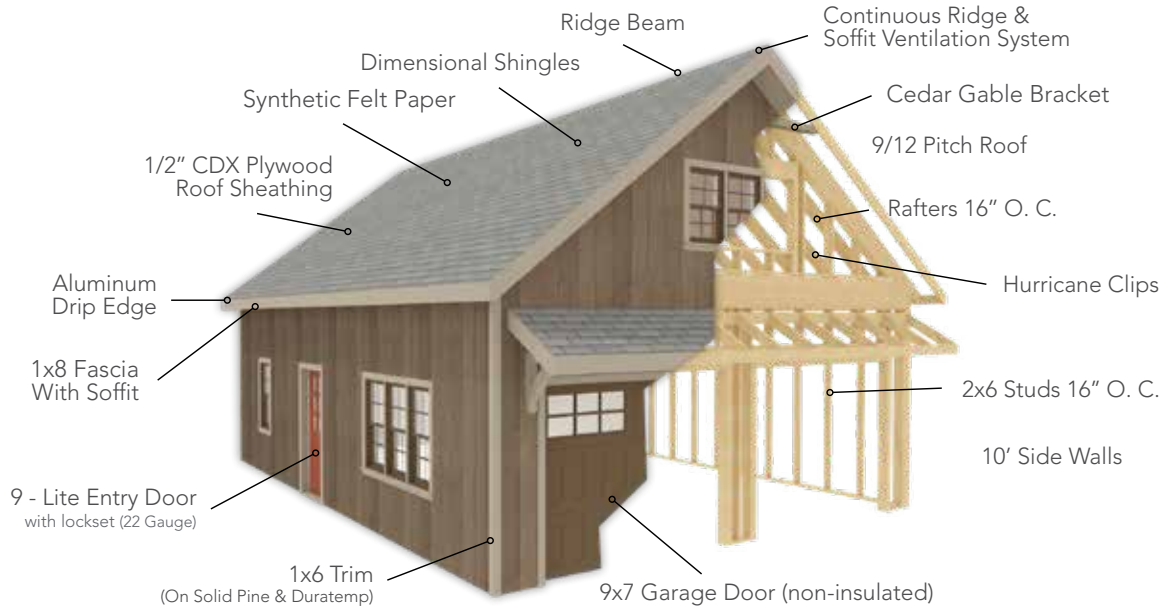 Ridge Beam
Continuous Ridge &
Soffit Ventilation System
Dimensional Shingles
Synthetic Felt Paper
Cedar Gable Bracket
9/12 Pitch Roof
1/2” CDX Plywood
Roof Sheathing
Rafters 16” O. C.
Aluminum
Drip Edge
Hurricane Clips
1x8 Fascia
With Soffit
2x6 Studs 16” O. C.
10’ Side Walls
9 - Lite Entry Door
with lockset (22 Gauge)
1x6 Trim
(On Solid Pine & Duratemp)
9x7 Garage Door (non-insulated)